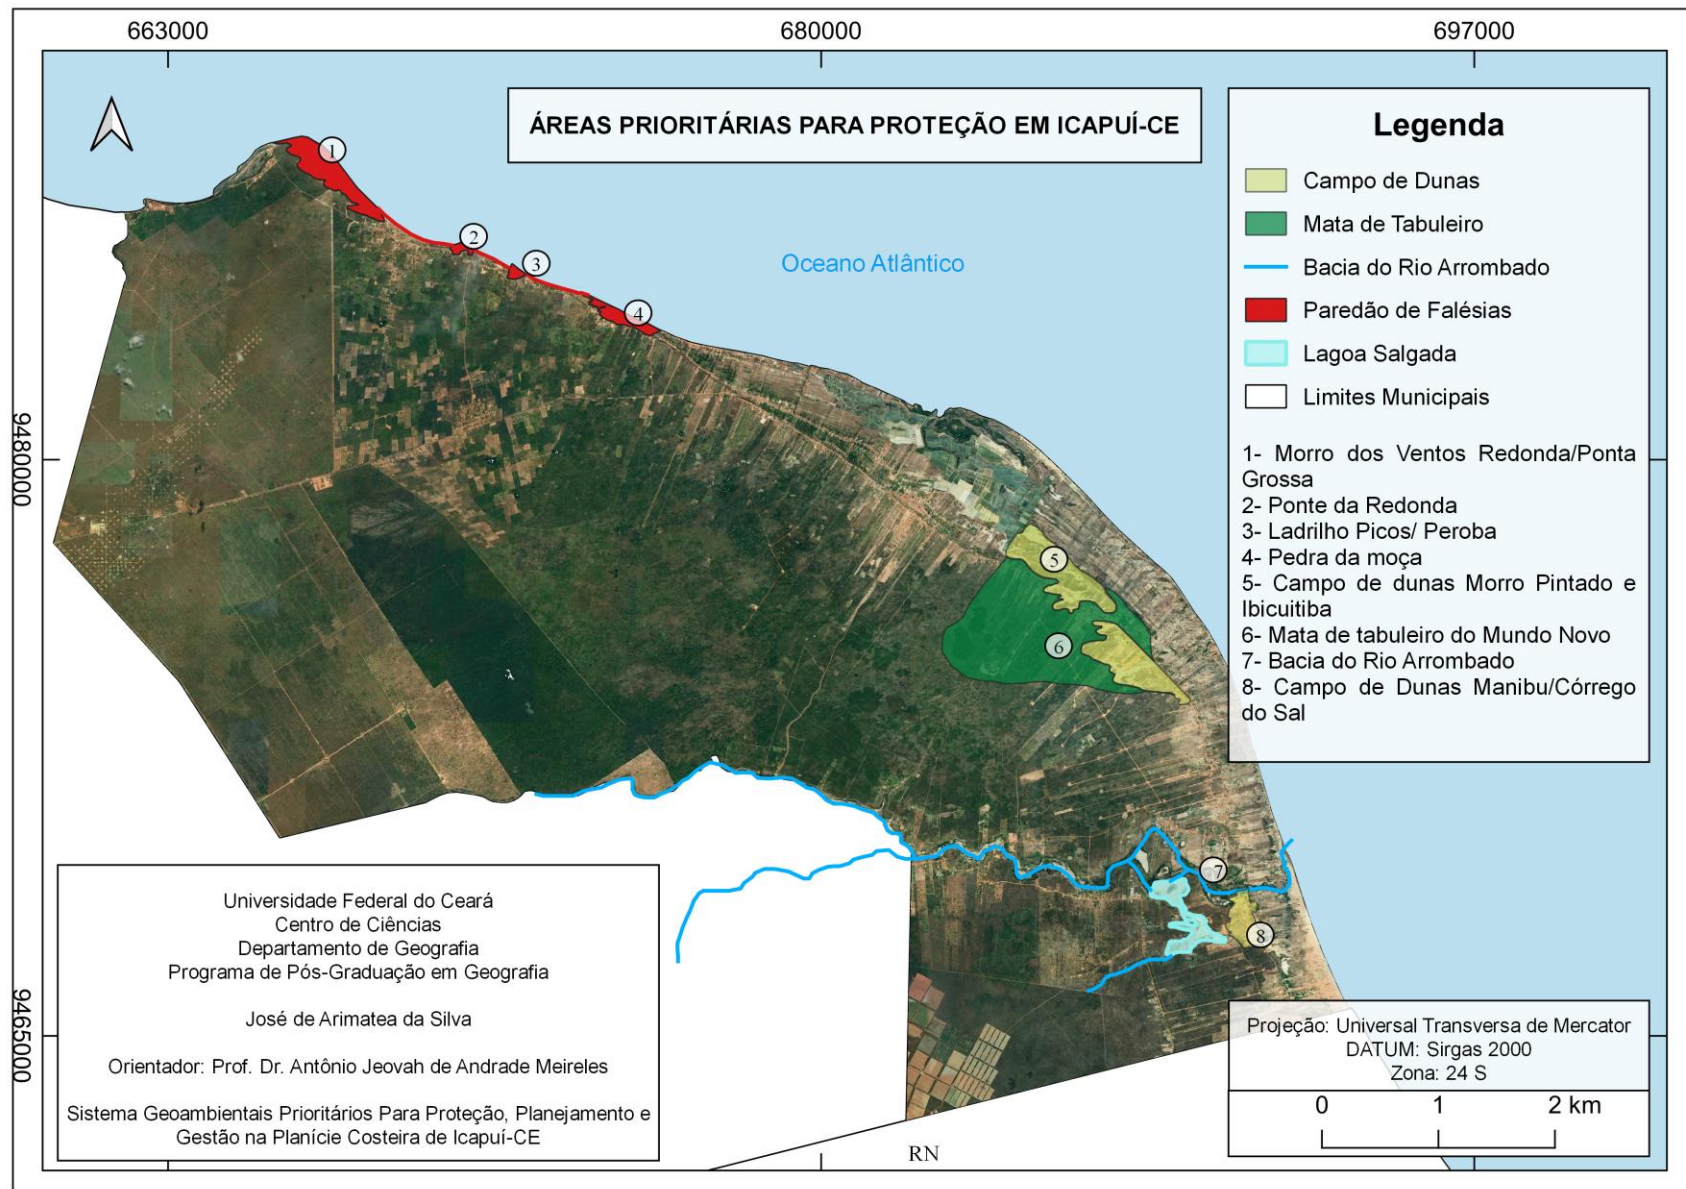 663000
680000
697000
ÁREAS PRIORITÁRIAS PARA PROTEÇÃO EM ICAPUÍ-CE
Legenda
Campo de Dunas
Mata de Tabuleiro
Bacia do Rio Arrombado
Paredão de Falésias
Lagoa Salgada
Limites Municipais
1- Morro dos Ventos Redonda/Ponta
Grossa
2- Ponte da Redonda
3- Ladrilho Picos/ Peroba
4- Pedra da moça
5- Campo de dunas Morro Pintado e
Ibicuitiba
6- Mata de tabuleiro do Mundo Novo
7- Bacia do Rio Arrombado
8- Campo de Dunas Manibu/Córrego
do Sal
Oceano Atlântico
1
2
3
4
5
6
7
8
9480000
9465000
Universidade Federal do Ceará
Centro de Ciências
Departamento de Geografia
Programa de Pós-Graduação em Geografia
José de Arimatea da Silva
Orientador: Prof. Dr. Antônio Jeovah de Andrade Meireles
Sistema Geoambientais Prioritários Para Proteção, Planejamento e
Gestão na Planície Costeira de Icapuí-CE
RN
Projeção: Universal Transversa de Mercator
DATUM: Sirgas 2000
Zona: 24 S
0 1 2 km